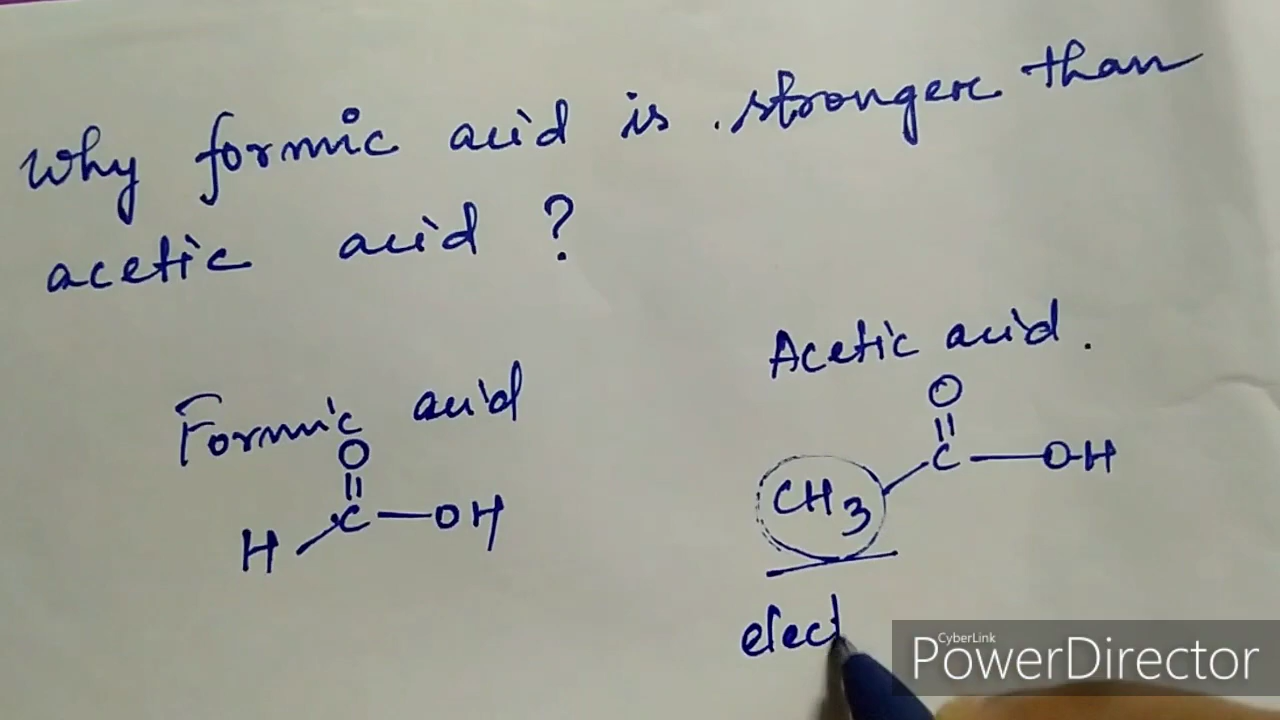 Why formic acid is stronger than
acetic acid ?
Formic acid
O
||
H C — OH
Acetic acid.
O
||
CH3 C — OH
elect
CyberLink
PowerDirector